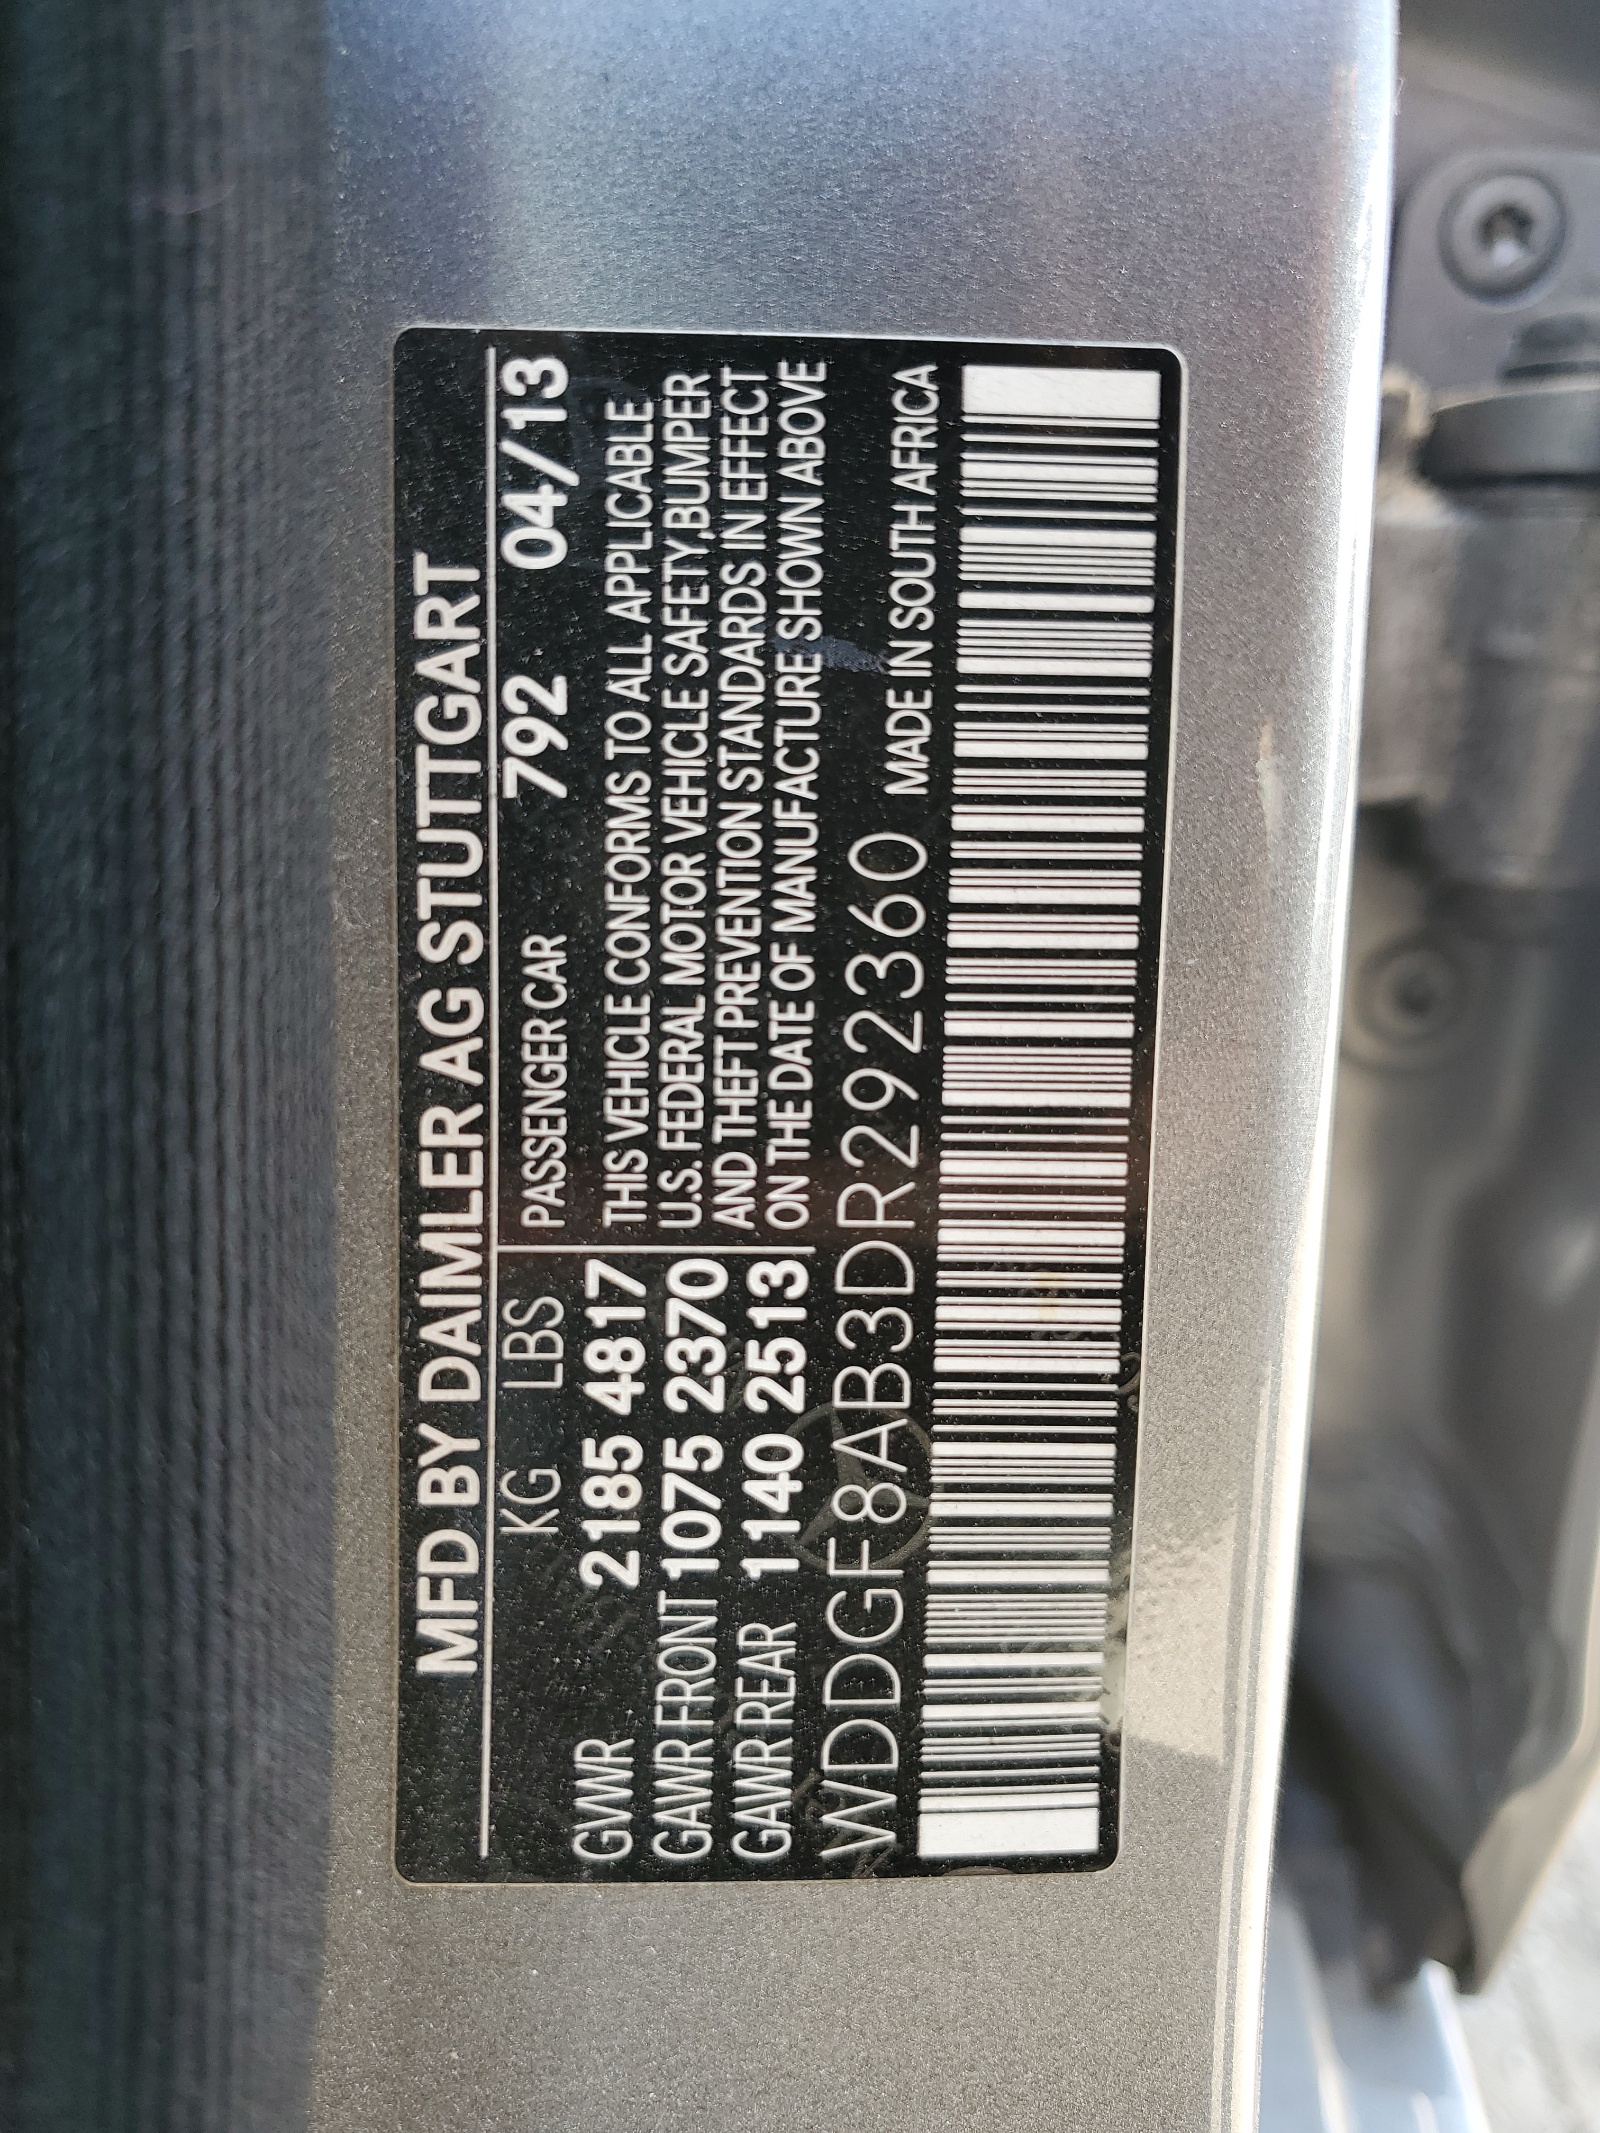 MFD BY DAIMLER AG STUTTGART
KG LBS PASSENGER CAR 792 04/13
GVWR 2185 4817 THIS VEHICLE CONFORMS TO ALL APPLICABLE
GAWR FRONT 1075 2370 U.S. FEDERAL MOTOR VEHICLE SAFETY,BUMPER
AND THEFT PREVENTION STANDARDS IN EFFECT
GAWR REAR 1140 2513 ON THE DATE OF MANUFACTURE SHOWN ABOVE
WDDGF8AB3DR292360 MADE IN SOUTH AFRICA